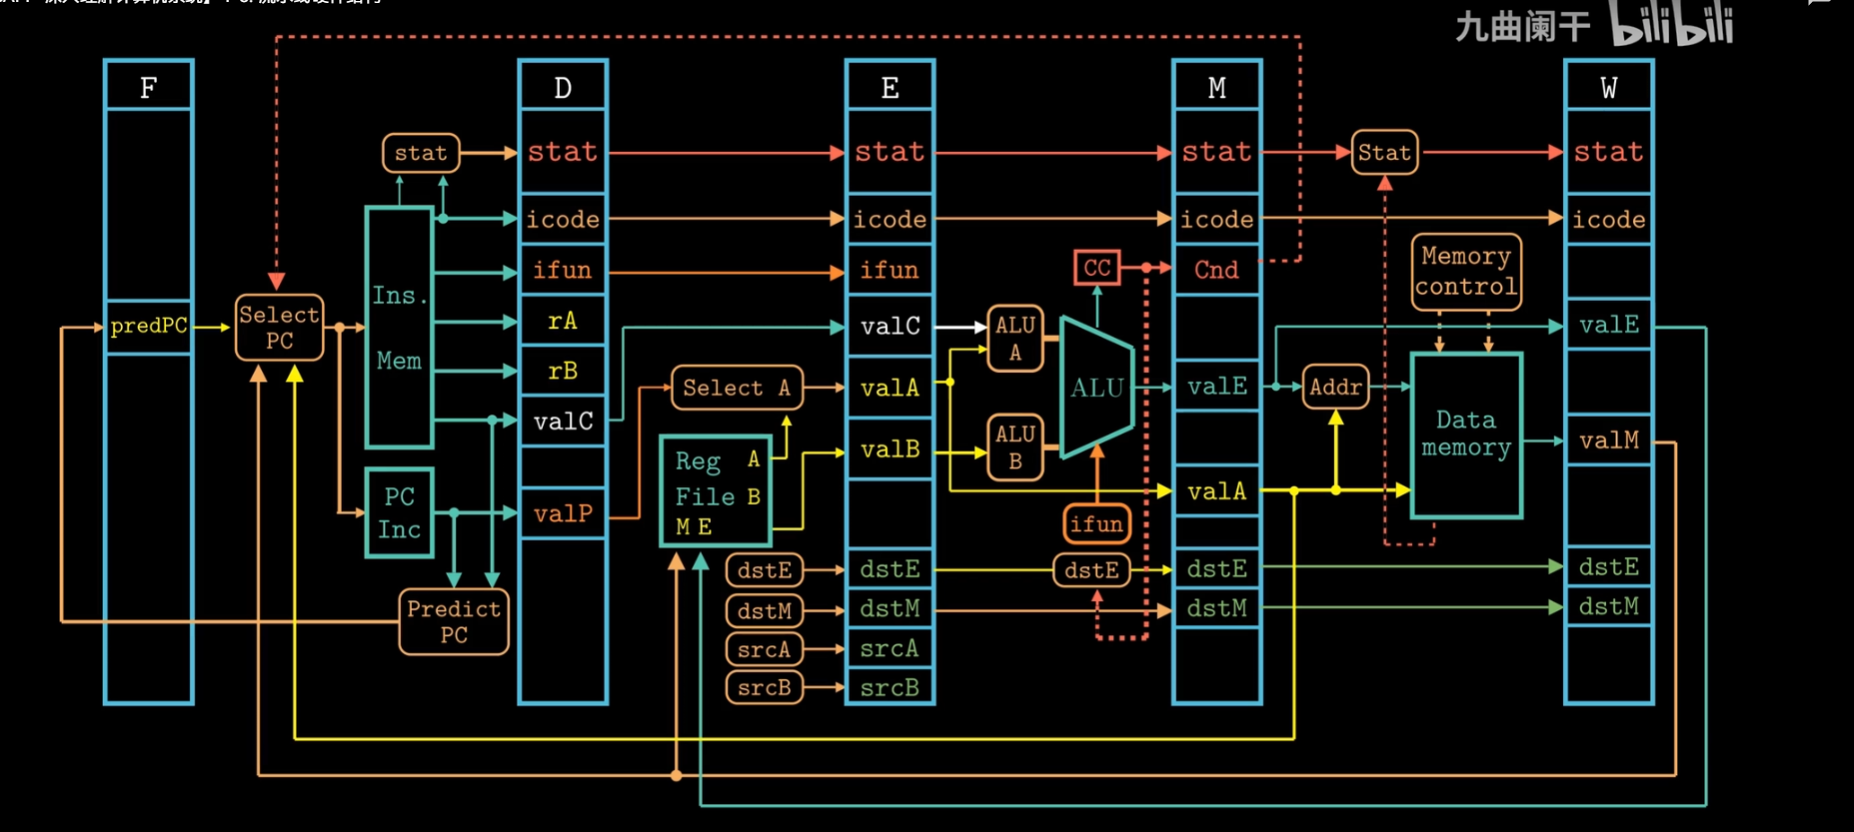 九曲阑干 bilibili
F
D
E
M
W
stat
stat
stat
stat
Stat
stat
icode
icode
icode
icode
ifun
ifun
CC
Cnd
Memory
control
Ins.
Mem
predPC
Select
PC
rA
rB
valC
valC
ALU
A
valE
Select A
valA
ALU
valE
Addr
Data
memory
Reg
File
A
B
M E
valB
ALU
B
valM
PC
Inc
valP
valA
ifun
dstE
dstE
dstE
dstE
dstE
Predict
PC
dstM
dstM
dstM
dstM
srcA
srcA
srcB
srcB